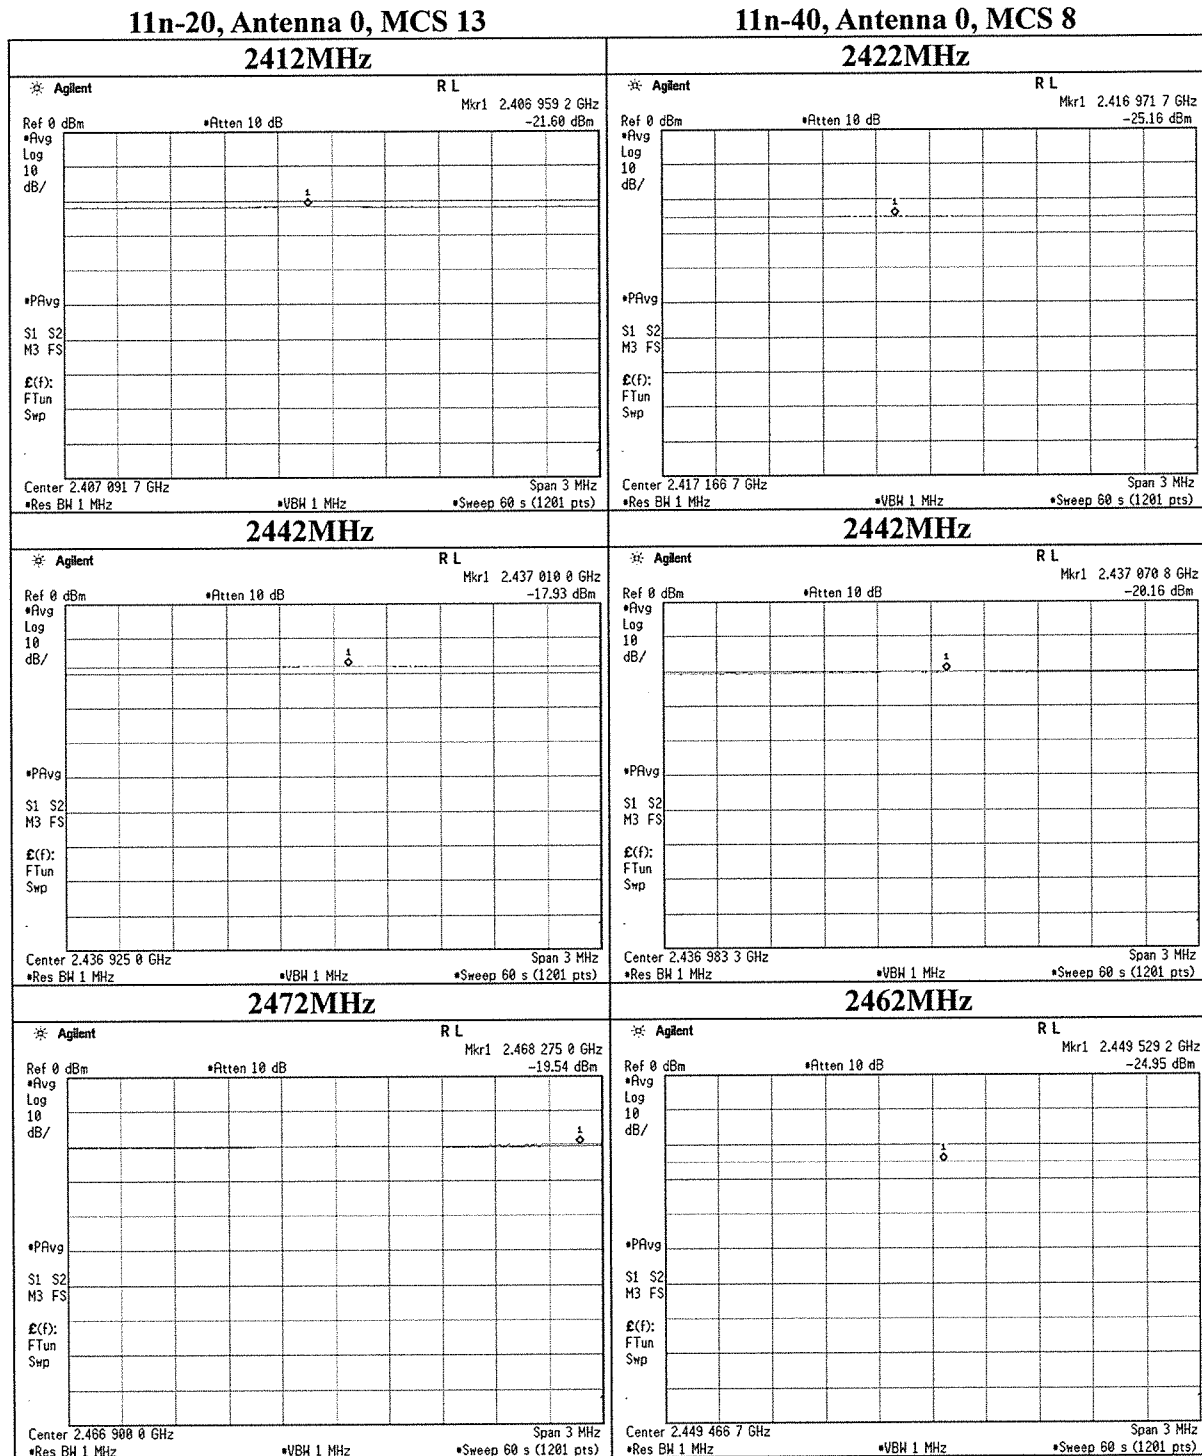 11n-20, Antenna 0, MCS 13
11n-40, Antenna 0, MCS 8
2412MHz
Agilent
R L
Mkr1 2.406 959 2 GHz
Ref 0 dBm
*Atten 10 dB
-21.60 dBm
*Avg
Log
10
dB/
1
*PAvg
S1 S2
M3 FS
£(f):
FTun
Swp
Center 2.407 091 7 GHz
Span 3 MHz
*Res BW 1 MHz
*VBW 1 MHz
*Sweep 60 s (1201 pts)
2422MHz
Agilent
R L
Mkr1 2.416 971 7 GHz
Ref 0 dBm
*Atten 10 dB
-25.16 dBm
*Avg
Log
10
dB/
1
*PAvg
S1 S2
M3 FS
£(f):
FTun
Swp
Center 2.417 166 7 GHz
Span 3 MHz
*Res BW 1 MHz
*VBW 1 MHz
*Sweep 60 s (1201 pts)
2442MHz
Agilent
R L
Mkr1 2.437 010 0 GHz
Ref 0 dBm
*Atten 10 dB
-17.93 dBm
*Avg
Log
10
dB/
1
*PAvg
S1 S2
M3 FS
£(f):
FTun
Swp
Center 2.436 925 0 GHz
Span 3 MHz
*Res BW 1 MHz
*VBW 1 MHz
*Sweep 60 s (1201 pts)
2442MHz
Agilent
R L
Mkr1 2.437 070 8 GHz
Ref 0 dBm
*Atten 10 dB
-20.16 dBm
*Avg
Log
10
dB/
1
*PAvg
S1 S2
M3 FS
£(f):
FTun
Swp
Center 2.436 983 3 GHz
Span 3 MHz
*Res BW 1 MHz
*VBW 1 MHz
*Sweep 60 s (1201 pts)
2472MHz
Agilent
R L
Mkr1 2.468 275 0 GHz
Ref 0 dBm
*Atten 10 dB
-19.54 dBm
*Avg
Log
10
dB/
1
*PAvg
S1 S2
M3 FS
£(f):
FTun
Swp
Center 2.466 900 0 GHz
Span 3 MHz
*Res BW 1 MHz
*VBW 1 MHz
*Sweep 60 s (1201 pts)
2462MHz
Agilent
R L
Mkr1 2.449 529 2 GHz
Ref 0 dBm
*Atten 10 dB
-24.95 dBm
*Avg
Log
10
dB/
1
*PAvg
S1 S2
M3 FS
£(f):
FTun
Swp
Center 2.449 466 7 GHz
Span 3 MHz
*Res BW 1 MHz
*VBW 1 MHz
*Sweep 60 s (1201 pts)